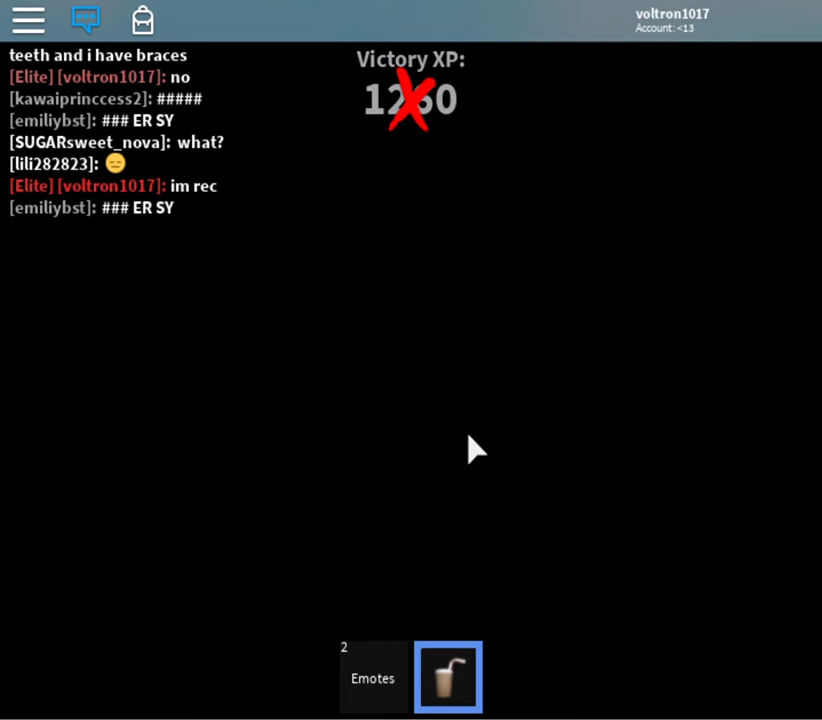 voltron1017
Account: <13
teeth and i have braces
[Elite] [voltron1017]: no
[kawaiprinccess2]: #####
[emiliybst]: ### ER SY
[SUGARsweet_nova]: what?
[lili282823]: 😑
[Elite] [voltron1017]: im rec
[emiliybst]: ### ER SY
Victory XP:
1260
2
Emotes